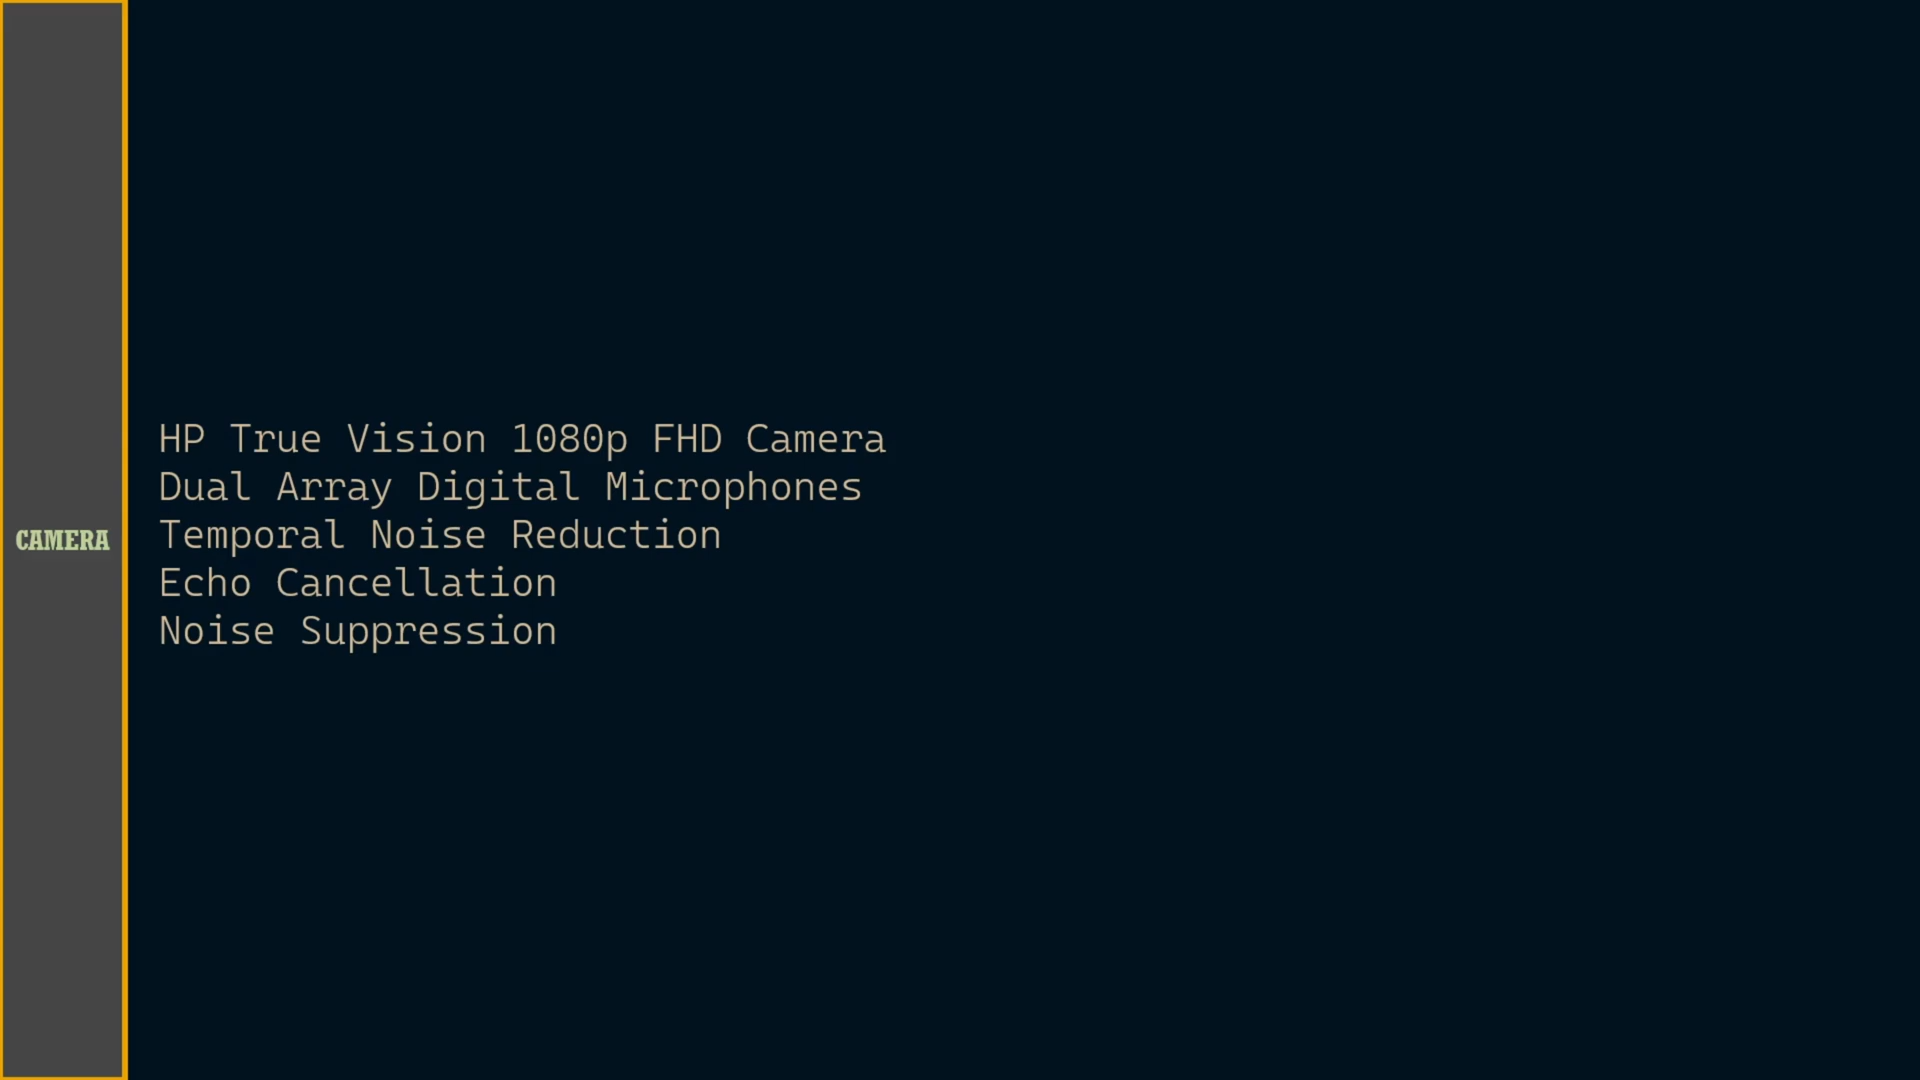 CAMERA
HP True Vision 1080p FHD Camera
Dual Array Digital Microphones
Temporal Noise Reduction
Echo Cancellation
Noise Suppression